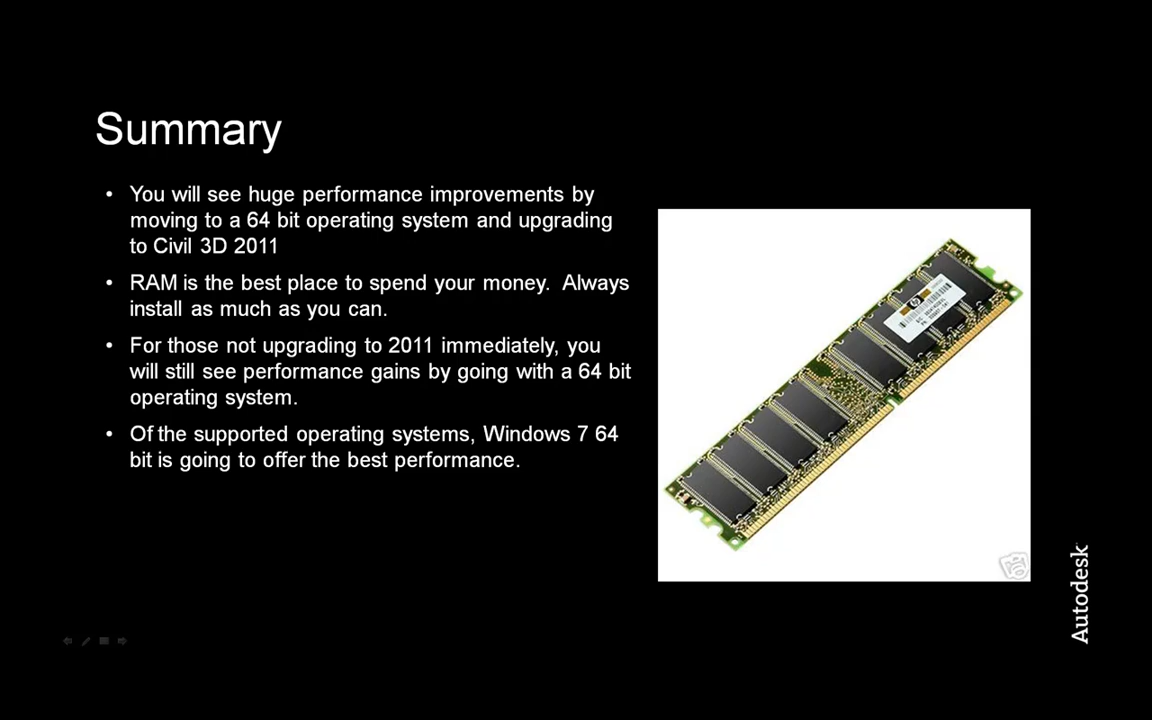 Summary
• You will see huge performance improvements by
moving to a 64 bit operating system and upgrading
to Civil 3D 2011
• RAM is the best place to spend your money.  Always
install as much as you can.
• For those not upgrading to 2011 immediately, you
will still see performance gains by going with a 64 bit
operating system.
• Of the supported operating systems, Windows 7 64
bit is going to offer the best performance.
hp
Autodesk